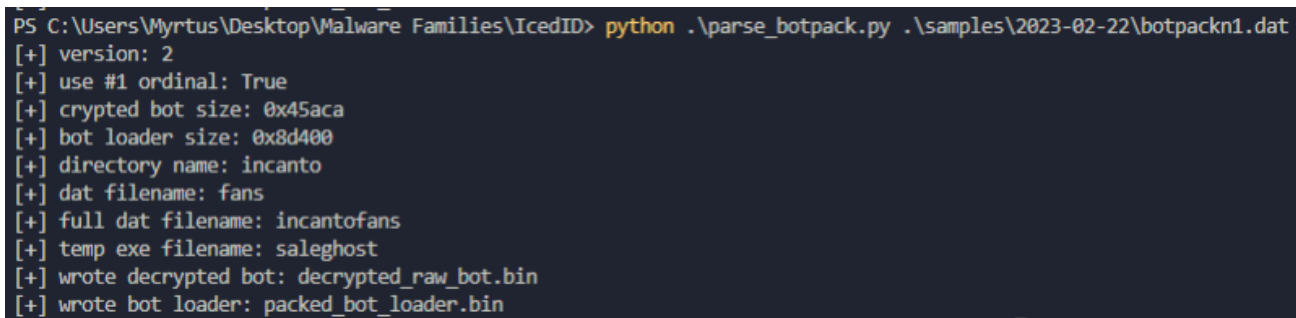 PS C:\Users\Myrtus\Desktop\Malware Families\IcedID> python .\parse_botpack.py .\samples\2023-02-22\botpackn1.dat
[+] version: 2
[+] use #1 ordinal: True
[+] crypted bot size: 0x45aca
[+] bot loader size: 0x8d400
[+] directory name: incanto
[+] dat filename: fans
[+] full dat filename: incantofans
[+] temp exe filename: saleghost
[+] wrote decrypted bot: decrypted_raw_bot.bin
[+] wrote bot loader: packed_bot_loader.bin